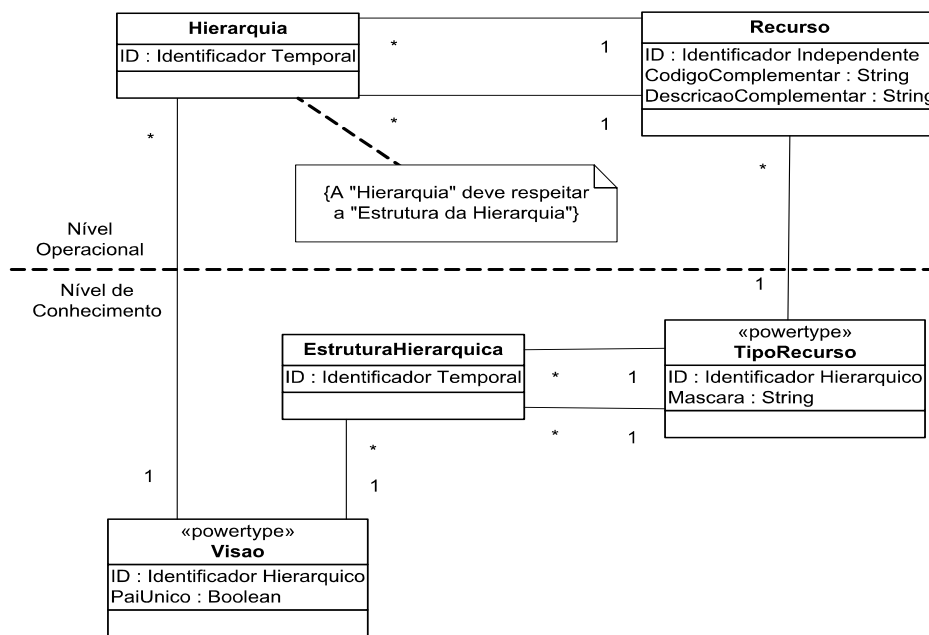 Hierarquia
ID : Identificador Temporal
Recurso
ID : Identificador Independente
CodigoComplementar : String
DescricaoComplementar : String
*
1
*
1
*
*
{A "Hierarquia" deve respeitar
a "Estrutura da Hierarquia"}
Nível
Operacional
Nível de
Conhecimento
1
«powertype»
TipoRecurso
ID : Identificador Hierarquico
Mascara : String
EstruturaHierarquica
ID : Identificador Temporal
*
1
*
1
*
1
1
«powertype»
Visao
ID : Identificador Hierarquico
PaiUnico : Boolean